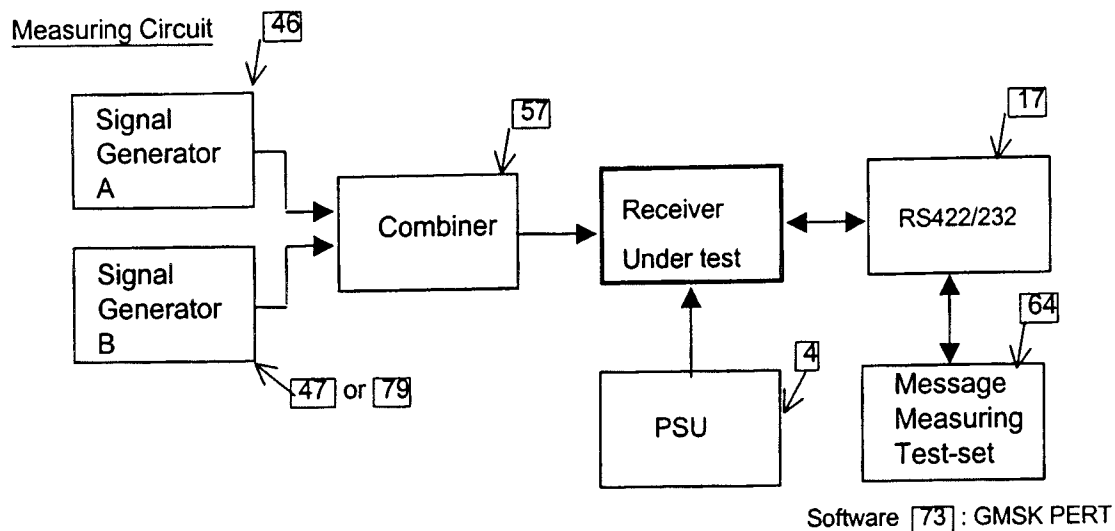 Measuring Circuit
46
Signal
Generator
A
57
Combiner
Receiver
Under test
17
RS422/232
Signal
Generator
B
47 or 79
4
PSU
64
Message
Measuring
Test-set
Software 73 : GMSK PERT